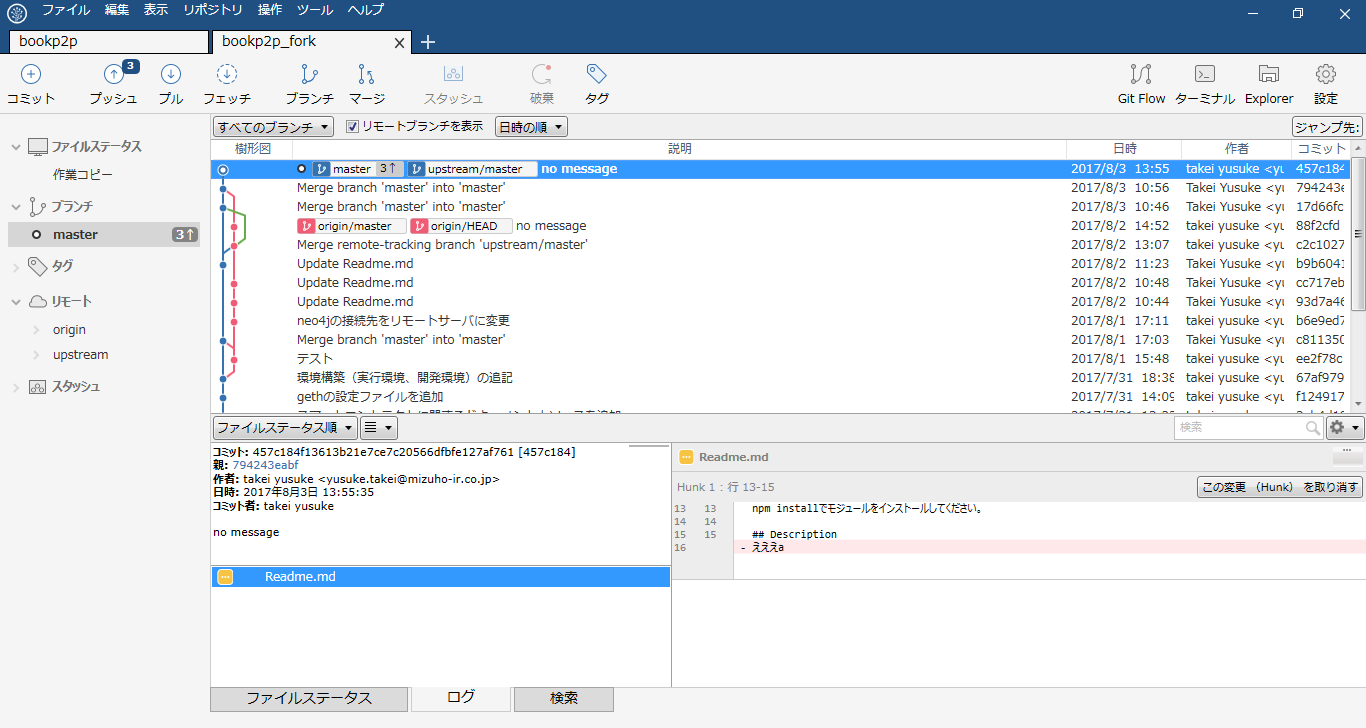 ファイル 編集 表示 リポジトリ 操作 ツール ヘルプ
bookp2p bookp2p_fork
3
コミット プッシュ プル フェッチ ブランチ マージ スタッシュ 破棄 タグ Git Flow ターミナル Explorer 設定
すべてのブランチ リモートブランチを表示 日時の順 ジャンプ先:
ファイルステータス
作業コピー
ブランチ
master 3↑
タグ
リモート
origin
upstream
スタッシュ
樹形図 説明 日時 作者 コミット
master 3↑ upstream/master no message 2017/8/3 13:55 takei yusuke <yu 457c184
Merge branch 'master' into 'master' 2017/8/3 10:56 Takei Yusuke <yu 794243e
Merge branch 'master' into 'master' 2017/8/3 10:46 Takei Yusuke <yu 17d66fc
origin/master origin/HEAD no message 2017/8/2 14:52 takei yusuke <yu 88f2cfd
Merge remote-tracking branch 'upstream/master' 2017/8/2 13:07 takei yusuke <yu c2c1027
Update Readme.md 2017/8/2 11:23 Takei Yusuke <yu b9b6041
Update Readme.md 2017/8/2 10:48 Takei Yusuke <yu cc717eb
Update Readme.md 2017/8/2 10:44 Takei Yusuke <yu 93d7a46
neo4jの接続先をリモートサーバに変更 2017/8/1 17:11 takei yusuke <yu b6e9ed7
Merge branch 'master' into 'master' 2017/8/1 17:03 Takei Yusuke <yu c811350
テスト 2017/8/1 15:48 takei yusuke <yu ee2f78c
環境構築（実行環境、開発環境）の追記 2017/7/31 18:38 takei yusuke <yu 67af979
gethの設定ファイルを追加 2017/7/31 14:09 takei yusuke <yu f124917
ファイルステータス順 検索
コミット: 457c184f13613b21e7ce7c20566dfbfe127af761 [457c184]
親: 794243eabf
作者: takei yusuke <yusuke.takei@mizuho-ir.co.jp>
日時: 2017年8月3日 13:55:35
コミット者: takei yusuke
no message
Readme.md
Readme.md
Hunk 1 : 行 13-15 この変更 （Hunk） を取り消す
13 13 npm installでモジュールをインストールしてください。
14 14
15 15 ## Description
16 - えええa
ファイルステータス ログ 検索